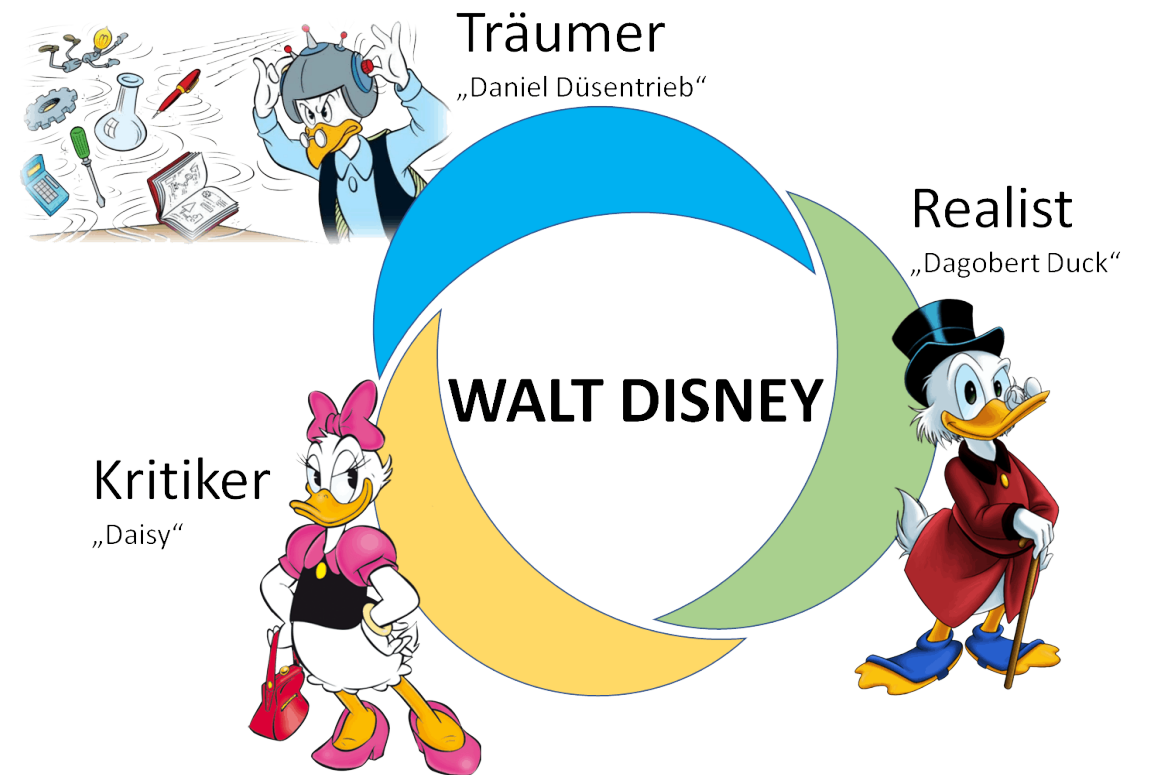 Träumer
„Daniel Düsentrieb“
Realist
„Dagobert Duck“
WALT DISNEY
Kritiker
„Daisy“